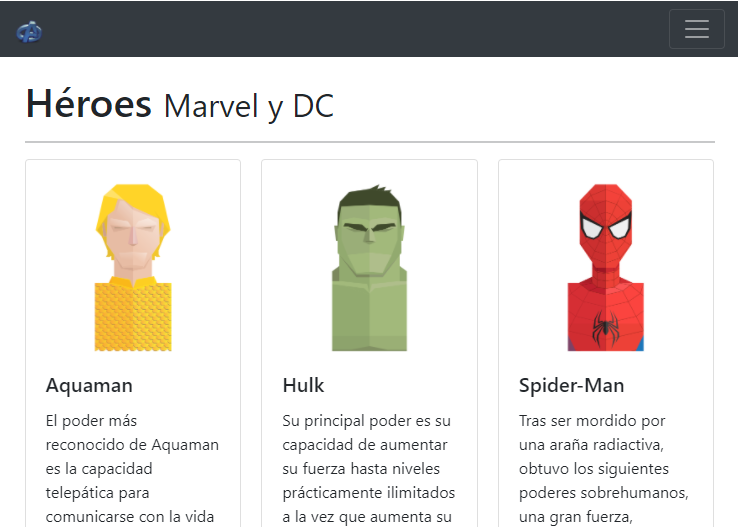 Héroes Marvel y DC
Aquaman
El poder más
reconocido de Aquaman
es la capacidad
telepática para
comunicarse con la vida
Hulk
Su principal poder es su
capacidad de aumentar
su fuerza hasta niveles
prácticamente ilimitados
a la vez que aumenta su
Spider-Man
Tras ser mordido por
una araña radiactiva,
obtuvo los siguientes
poderes sobrehumanos,
una gran fuerza,